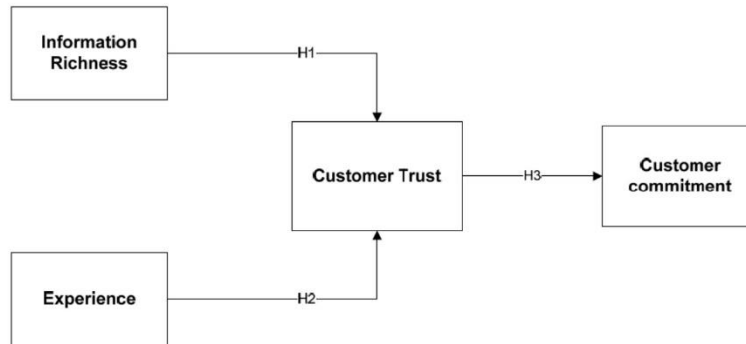 Information
Richness
H1
Customer Trust
H3
Customer
commitment
Experience
H2